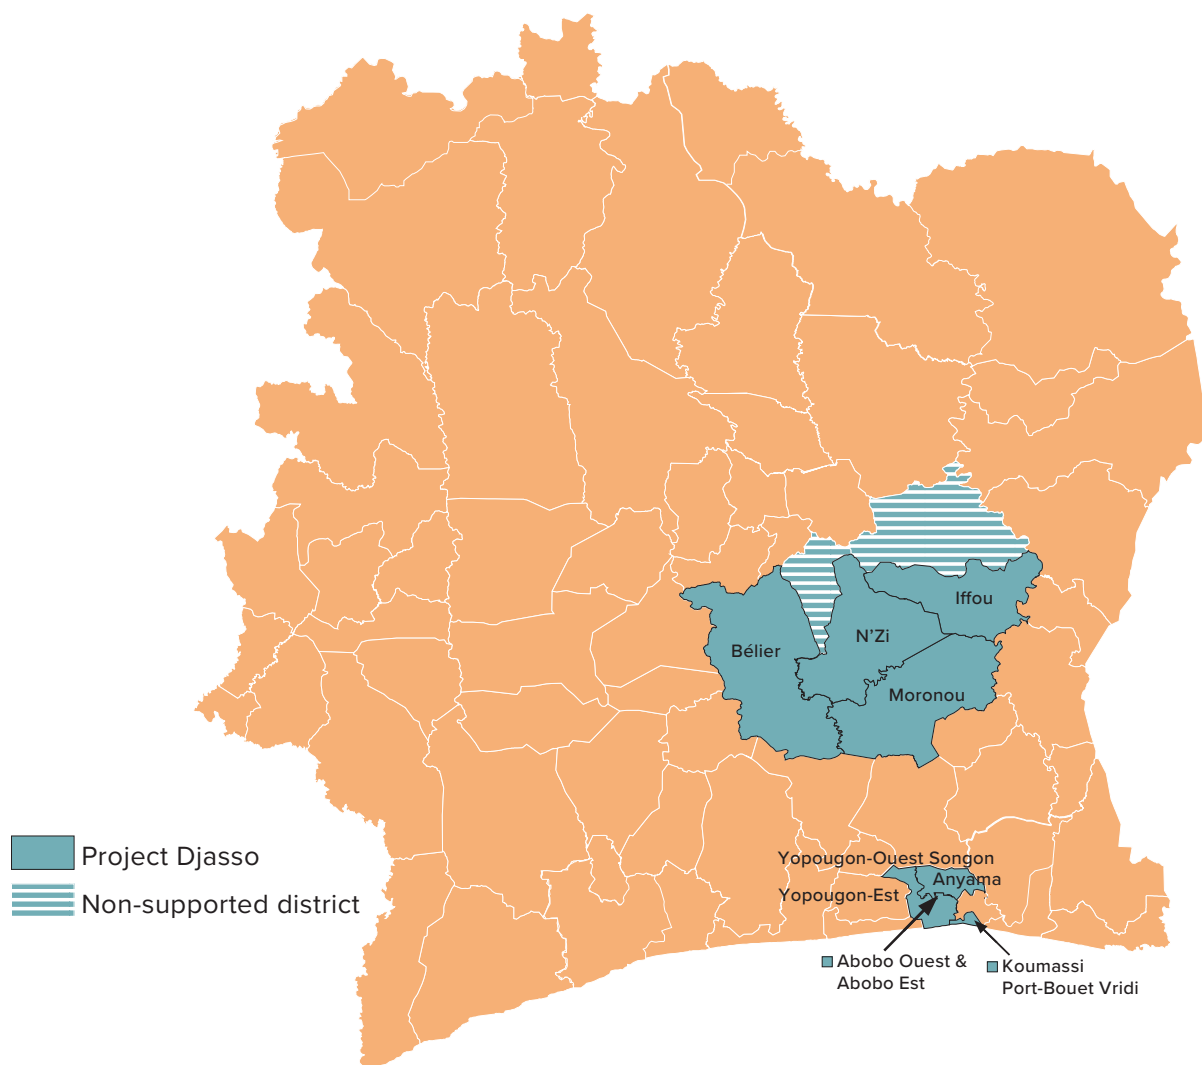 Iffou
N’Zi
Bélier
Moronou
Project Djasso
Non-supported district
Yopougon-Ouest Songon
Anyama
Yopougon-Est
Abobo Ouest &
Abobo Est
Koumassi
Port-Bouet Vridi